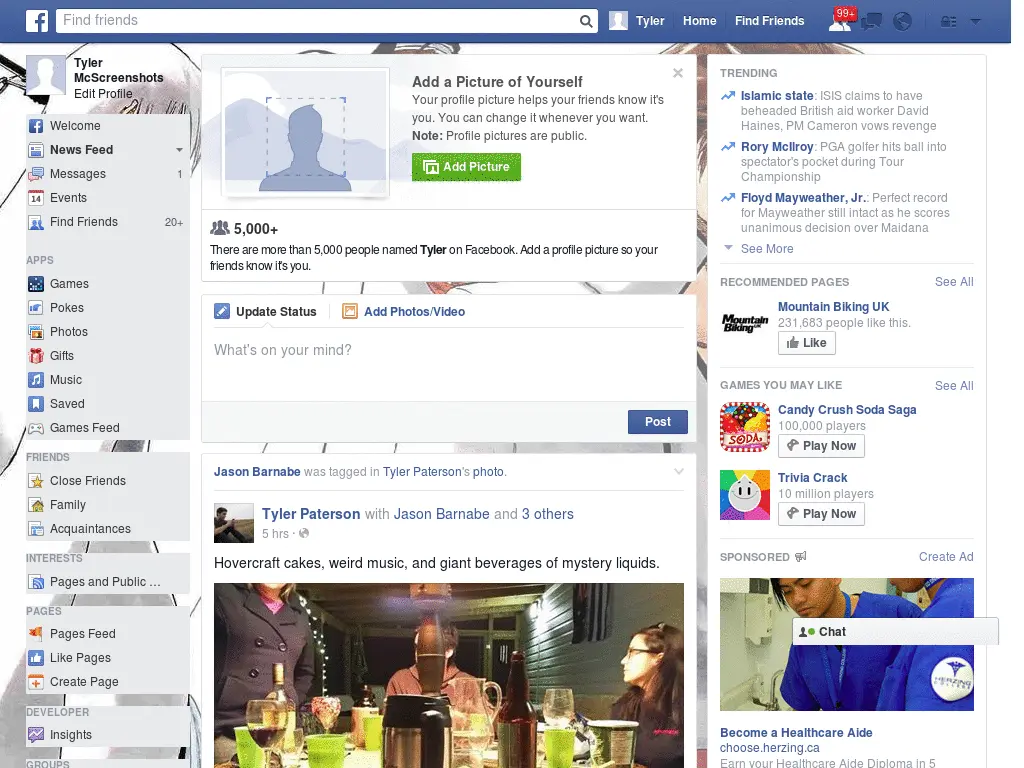 Find friends
Tyler
Home
Find Friends
99+
Tyler
McScreenshots
Edit Profile
Welcome
News Feed
Messages 1
14 Events
Find Friends 20+
APPS
Games
Pokes
Photos
Gifts
Music
Saved
Games Feed
FRIENDS
Close Friends
Family
Acquaintances
INTERESTS
Pages and Public ...
PAGES
Pages Feed
Like Pages
Create Page
DEVELOPER
Insights
GROUPS
Add a Picture of Yourself
Your profile picture helps your friends know it's
you. You can change it whenever you want.
Note: Profile pictures are public.
Add Picture
5,000+
There are more than 5,000 people named Tyler on Facebook. Add a profile picture so your
friends know it's you.
Update Status
Add Photos/Video
What's on your mind?
Post
Jason Barnabe was tagged in Tyler Paterson's photo.
Tyler Paterson with Jason Barnabe and 3 others
5 hrs ·
Hovercraft cakes, weird music, and giant beverages of mystery liquids.
TRENDING
Islamic state: ISIS claims to have
beheaded British aid worker David
Haines, PM Cameron vows revenge
Rory McIlroy: PGA golfer hits ball into
spectator's pocket during Tour
Championship
Floyd Mayweather, Jr.: Perfect record
for Mayweather still intact as he scores
unanimous decision over Maidana
See More
RECOMMENDED PAGES See All
Mountain
Biking UK
Mountain Biking UK
231,683 people like this.
Like
GAMES YOU MAY LIKE See All
SODA
Candy Crush Soda Saga
100,000 players
Play Now
Trivia Crack
10 million players
Play Now
SPONSORED Create Ad
Chat
HERZING
COLLEGE
Become a Healthcare Aide
choose.herzing.ca
Earn your Healthcare Aide Diploma in 5